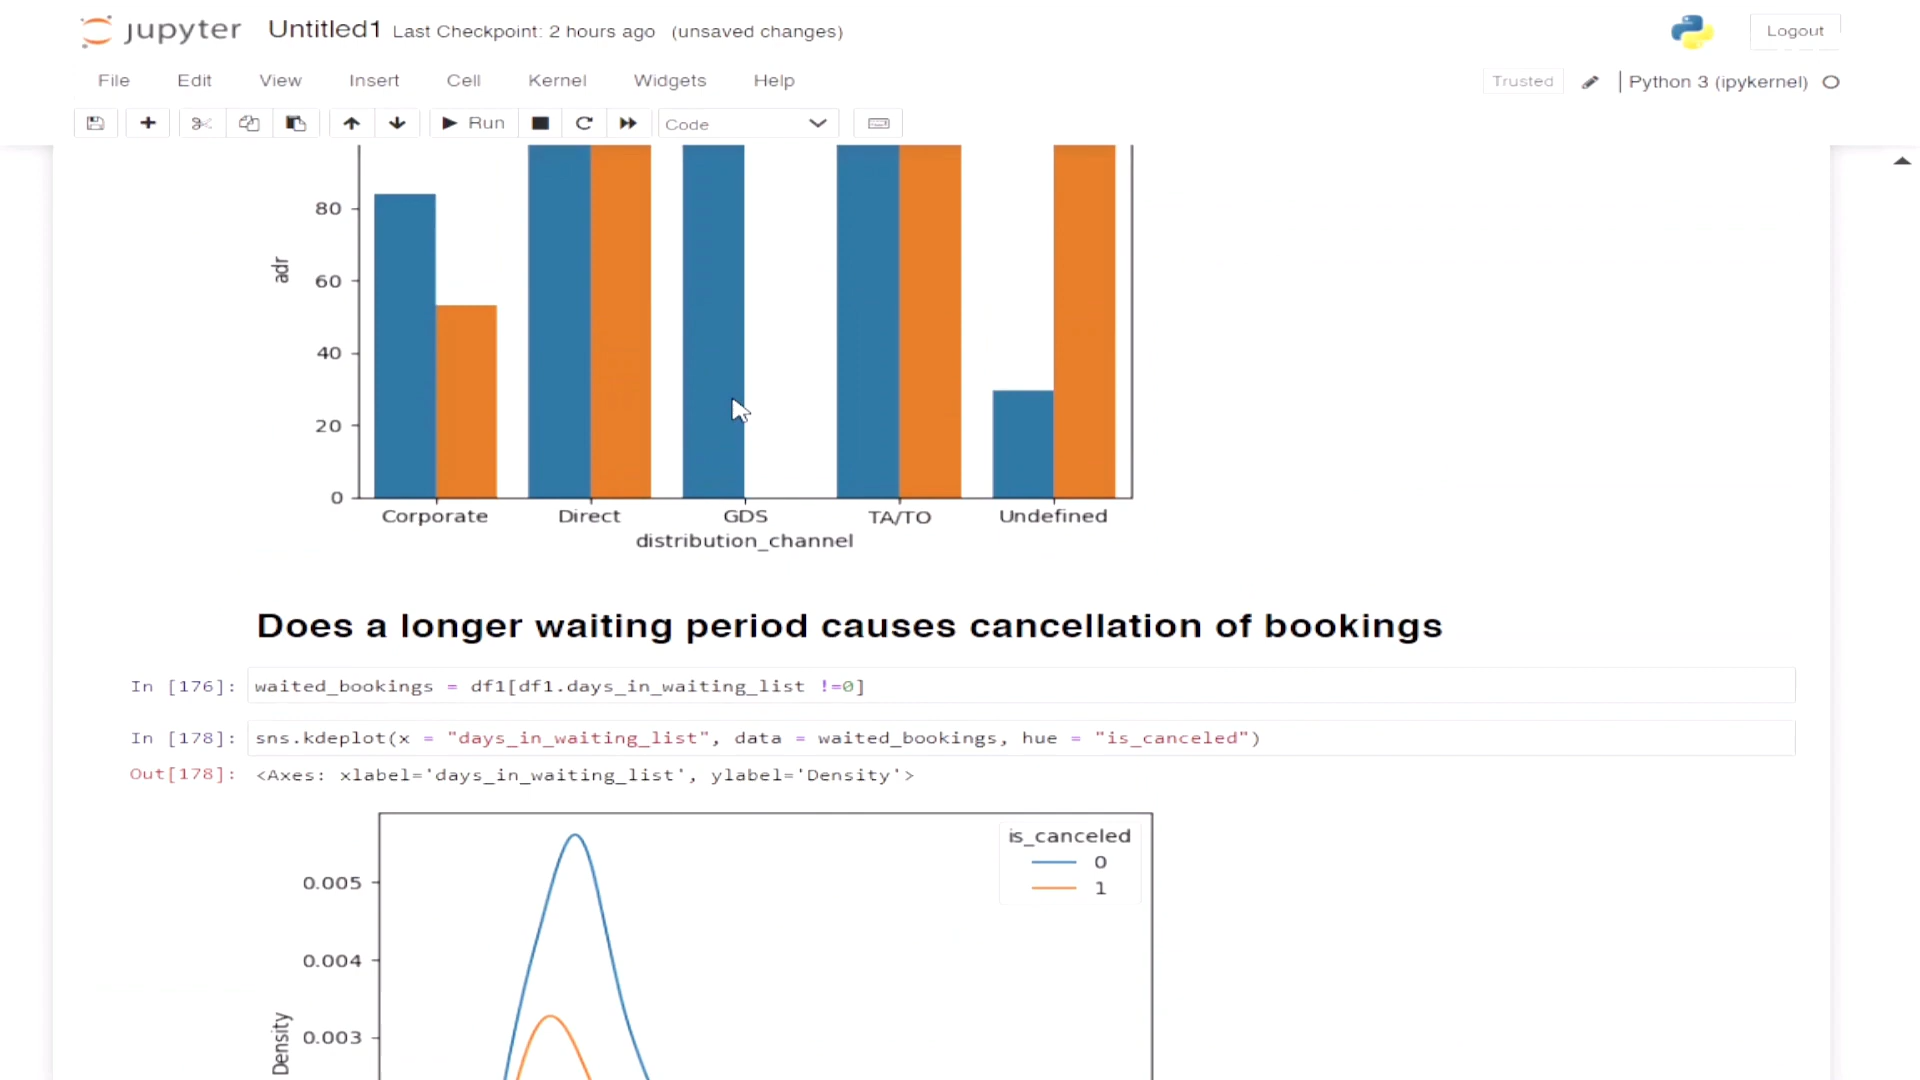 jupyter Untitled1 Last Checkpoint: 2 hours ago (unsaved changes) Logout
File Edit View Insert Cell Kernel Widgets Help Trusted Python 3 (ipykernel)
Run Code
80
60
40
20
0
adr
Corporate Direct GDS TA/TO Undefined
distribution_channel
Does a longer waiting period causes cancellation of bookings
In [176]: waited_bookings = df1[df1.days_in_waiting_list !=0]
In [178]: sns.kdeplot(x = "days_in_waiting_list", data = waited_bookings, hue = "is_canceled")
Out[178]: <Axes: xlabel='days_in_waiting_list', ylabel='Density'>
is_canceled
0
1
0.005
0.004
0.003
Density